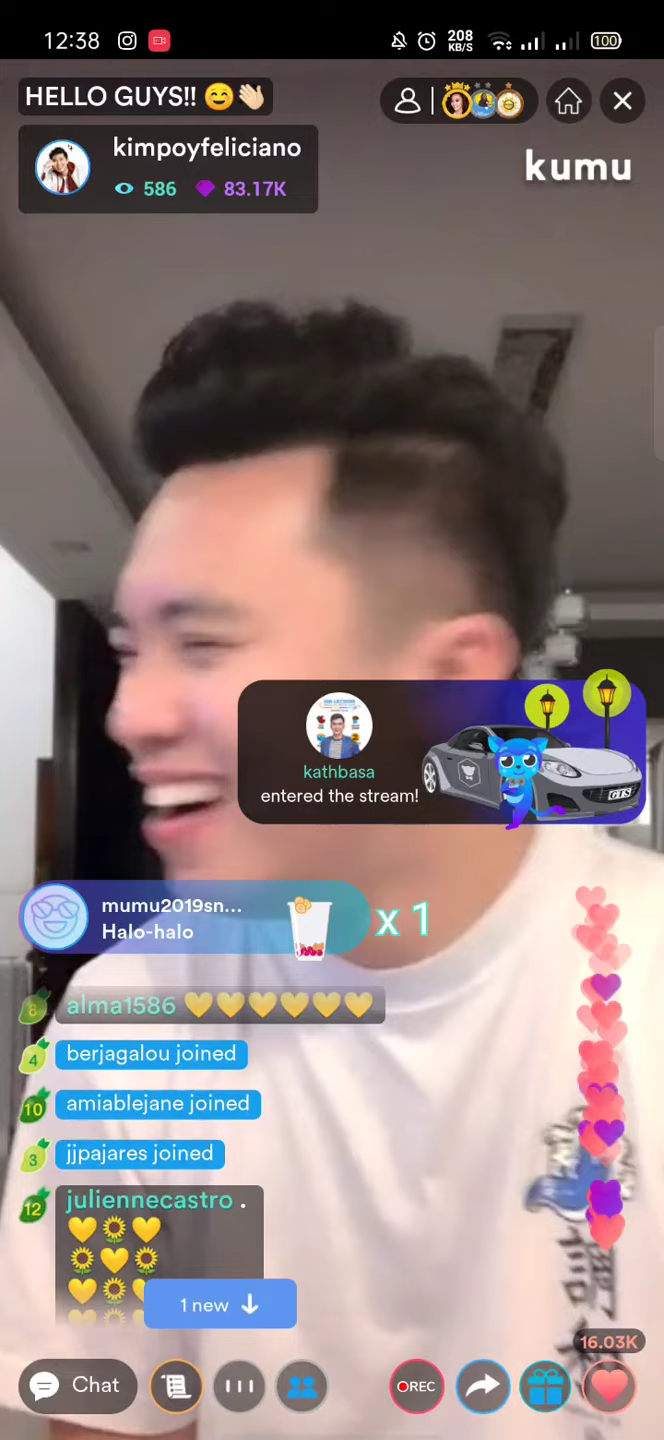 12:38
208
KB/S
100
HELLO GUYS!! 😊👋🏻
kimpoyfeliciano
586 83.17K
kumu
kathbasa
entered the stream!
GTS
mumu2019sn...
Halo-halo
x 1
6 alma1586 💛💛💛💛💛💛
4 berjagalou joined
10 amiablejane joined
3 jjpajares joined
12 juliennecastro .
💛🌻💛
🌻💛🌻
💛🌻💛
1 new
16.03K
Chat
REC